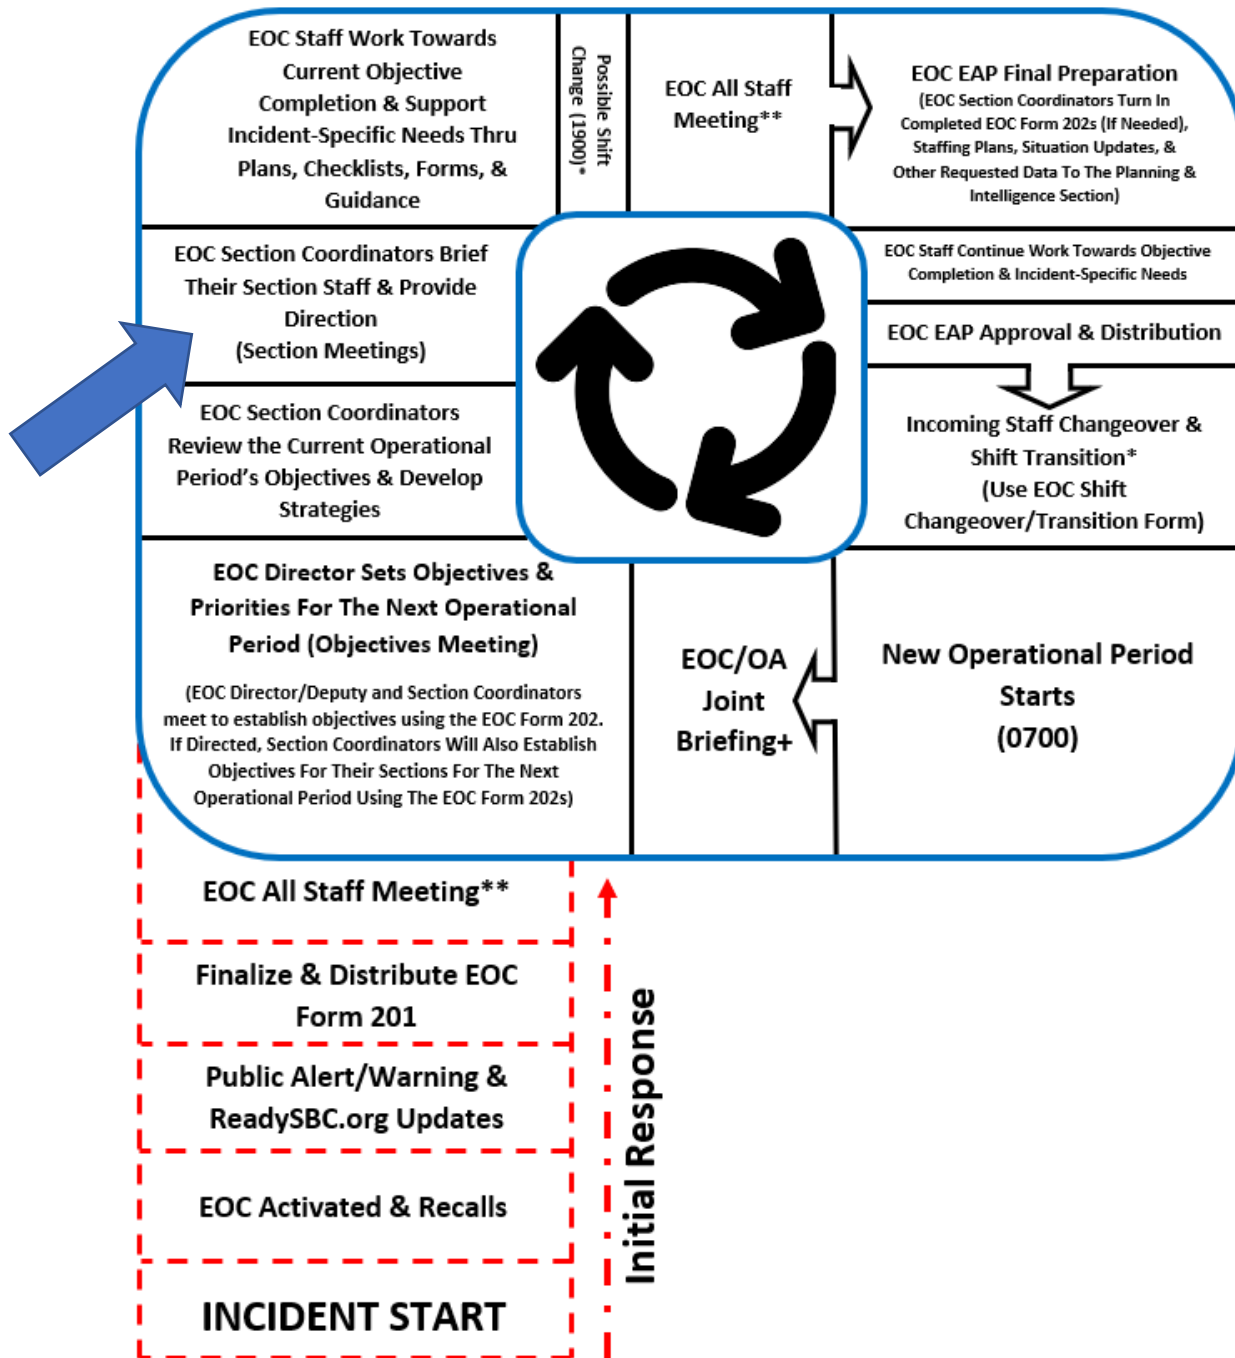 EOC Staff Work Towards
Current Objective
Completion & Support
Incident-Specific Needs Thru
Plans, Checklists, Forms, &
Guidance
Possible Shift
Change (1900)*
EOC All Staff
Meeting**
EOC EAP Final Preparation
(EOC Section Coordinators Turn In
Completed EOC Form 202s (If Needed),
Staffing Plans, Situation Updates, &
Other Requested Data To The Planning &
Intelligence Section)
EOC Section Coordinators Brief
Their Section Staff & Provide
Direction
(Section Meetings)
EOC Staff Continue Work Towards Objective
Completion & Incident-Specific Needs
EOC EAP Approval & Distribution
EOC Section Coordinators
Review the Current Operational
Period's Objectives & Develop
Strategies
Incoming Staff Changeover &
Shift Transition*
(Use EOC Shift
Changeover/Transition Form)
EOC Director Sets Objectives &
Priorities For The Next Operational
Period (Objectives Meeting)
(EOC Director/Deputy and Section Coordinators
meet to establish objectives using the EOC Form 202.
If Directed, Section Coordinators Will Also Establish
Objectives For Their Sections For The Next
Operational Period Using The EOC Form 202s)
EOC/OA
Joint
Briefing+
New Operational Period
Starts
(0700)
EOC All Staff Meeting**
Finalize & Distribute EOC
Form 201
Public Alert/Warning &
ReadySBC.org Updates
EOC Activated & Recalls
INCIDENT START
Initial Response